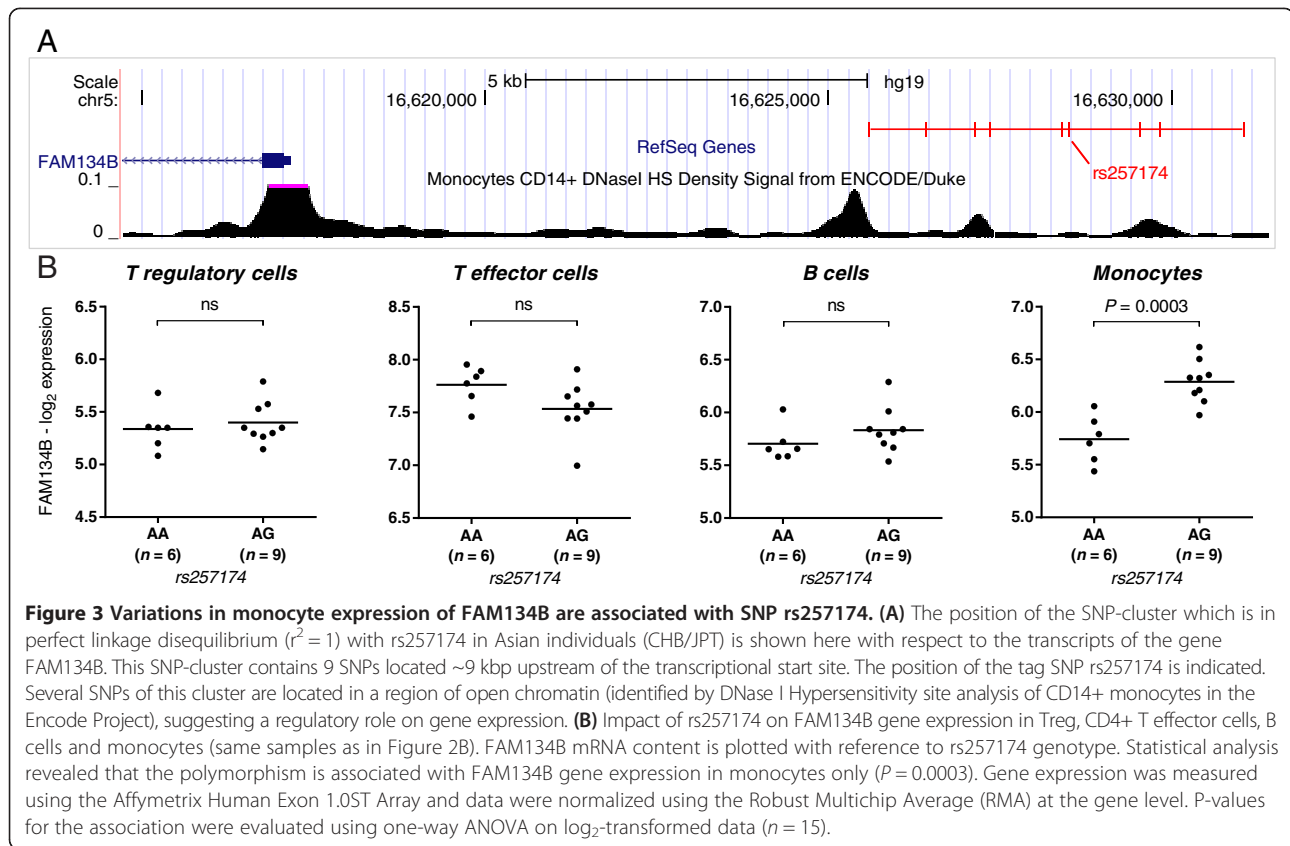 A
Scale
5 kb
hg19
chr5:
16,620,000
16,625,000
16,630,000
RefSeq Genes
FAM134B
rs257174
Monocytes CD14+ DNaseI HS Density Signal from ENCODE/Duke
0.1
0
B
T regulatory cells
T effector cells
B cells
Monocytes
FAM134B - log₂ expression
6.5
6.0
5.5
5.0
4.5
ns
AA
(n = 6)
AG
(n = 9)
rs257174
8.5
8.0
7.5
7.0
6.5
ns
AA
(n = 6)
AG
(n = 9)
rs257174
7.0
6.5
6.0
5.5
5.0
ns
AA
(n = 6)
AG
(n = 9)
rs257174
7.0
6.5
6.0
5.5
5.0
P = 0.0003
AA
(n = 6)
AG
(n = 9)
rs257174
Figure 3 Variations in monocyte expression of FAM134B are associated with SNP rs257174. (A) The position of the SNP-cluster which is in
perfect linkage disequilibrium (r² = 1) with rs257174 in Asian individuals (CHB/JPT) is shown here with respect to the transcripts of the gene
FAM134B. This SNP-cluster contains 9 SNPs located ~9 kbp upstream of the transcriptional start site. The position of the tag SNP rs257174 is indicated.
Several SNPs of this cluster are located in a region of open chromatin (identified by DNase I Hypersensitivity site analysis of CD14+ monocytes in the
Encode Project), suggesting a regulatory role on gene expression. (B) Impact of rs257174 on FAM134B gene expression in Treg, CD4+ T effector cells, B
cells and monocytes (same samples as in Figure 2B). FAM134B mRNA content is plotted with reference to rs257174 genotype. Statistical analysis
revealed that the polymorphism is associated with FAM134B gene expression in monocytes only (P = 0.0003). Gene expression was measured
using the Affymetrix Human Exon 1.0ST Array and data were normalized using the Robust Multichip Average (RMA) at the gene level. P-values
for the association were evaluated using one-way ANOVA on log₂-transformed data (n = 15).